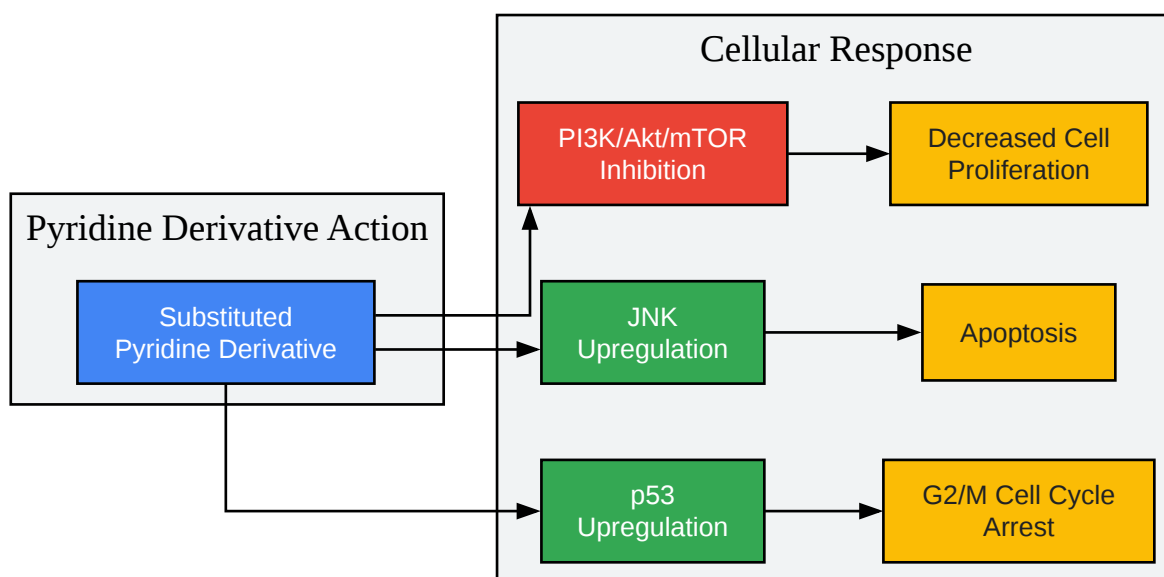 Cellular Response
PI3K/Akt/mTOR
Inhibition
Decreased Cell
Proliferation
Pyridine Derivative Action
Substituted
Pyridine Derivative
JNK
Upregulation
Apoptosis
p53
Upregulation
G2/M Cell Cycle
Arrest